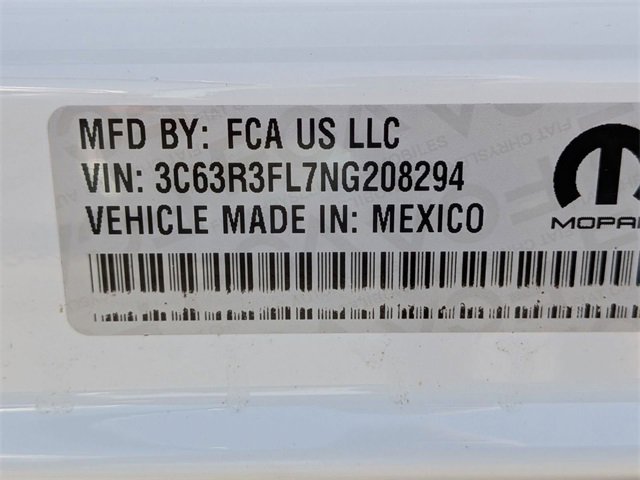 MFD BY: FCA US LLC
VIN: 3C63R3FL7NG208294
VEHICLE MADE IN: MEXICO
MOPAR